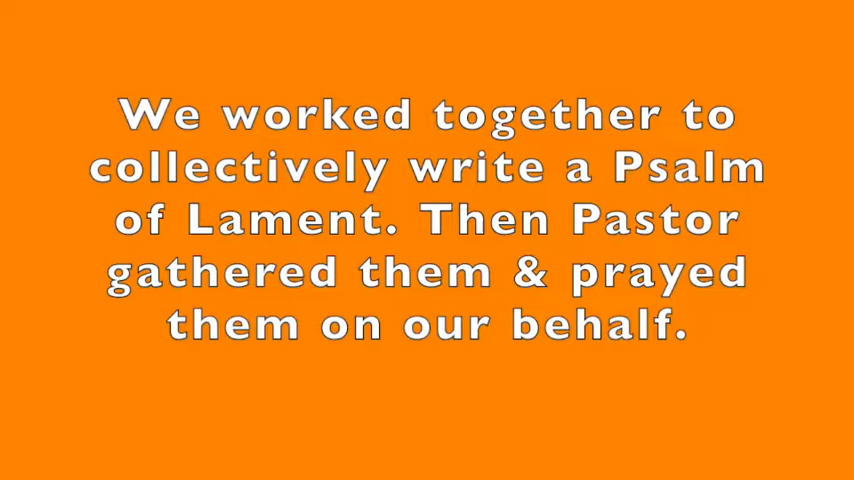 We worked together to
collectively write a Psalm
of Lament. Then Pastor
gathered them & prayed
them on our behalf.